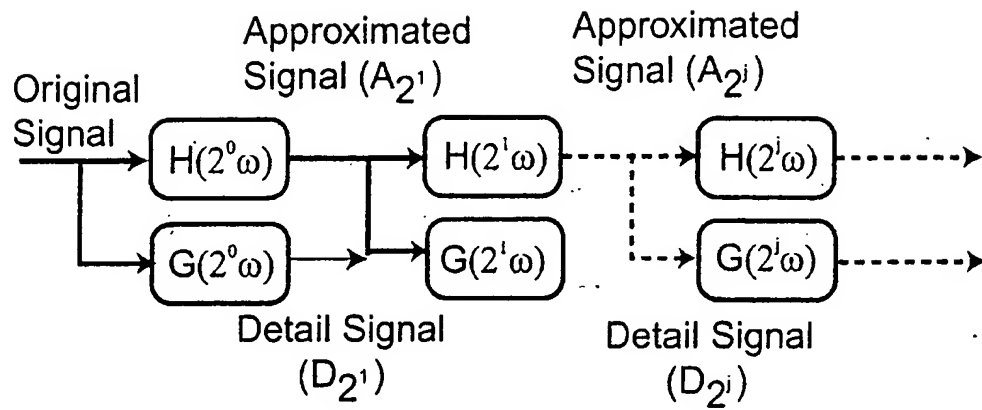 Approximated
Signal (A₂¹)
Approximated
Signal (A₂ʲ)
Original
Signal
H(2⁰ω)
H(2¹ω)
H(2ʲω)
G(2⁰ω)
G(2¹ω)
G(2ʲω)
Detail Signal
(D₂¹)
Detail Signal
(D₂ʲ)